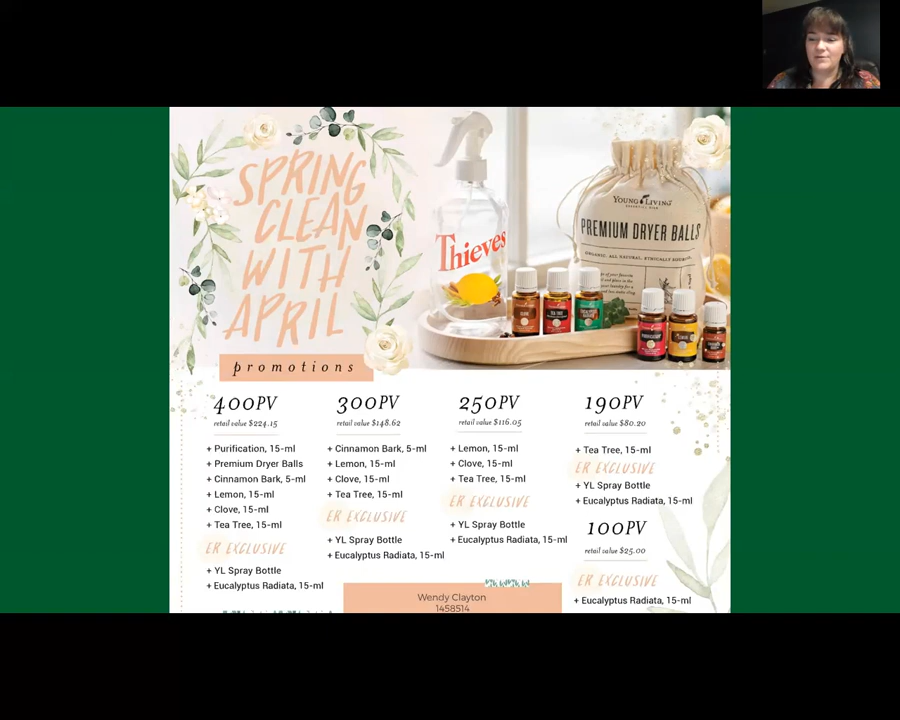 SPRING
CLEAN
WITH
APRIL
promotions
Thieves
YOUNG LIVING
ESSENTIAL OILS
PREMIUM DRYER BALLS
CLOVE
TEA TREE
LEMON
400PV
retail value $224.15
+ Purification, 15-ml
+ Premium Dryer Balls
+ Cinnamon Bark, 5-ml
+ Lemon, 15-ml
+ Clove, 15-ml
+ Tea Tree, 15-ml
ER EXCLUSIVE
+ YL Spray Bottle
+ Eucalyptus Radiata, 15-ml
300PV
retail value $148.62
+ Cinnamon Bark, 5-ml
+ Lemon, 15-ml
+ Clove, 15-ml
+ Tea Tree, 15-ml
ER EXCLUSIVE
+ YL Spray Bottle
+ Eucalyptus Radiata, 15-ml
250PV
retail value $116.05
+ Lemon, 15-ml
+ Clove, 15-ml
+ Tea Tree, 15-ml
ER EXCLUSIVE
+ YL Spray Bottle
+ Eucalyptus Radiata, 15-ml
190PV
retail value $80.20
+ Tea Tree, 15-ml
ER EXCLUSIVE
+ YL Spray Bottle
+ Eucalyptus Radiata, 15-ml
100PV
retail value $25.00
ER EXCLUSIVE
+ Eucalyptus Radiata, 15-ml
Wendy Clayton
1458514